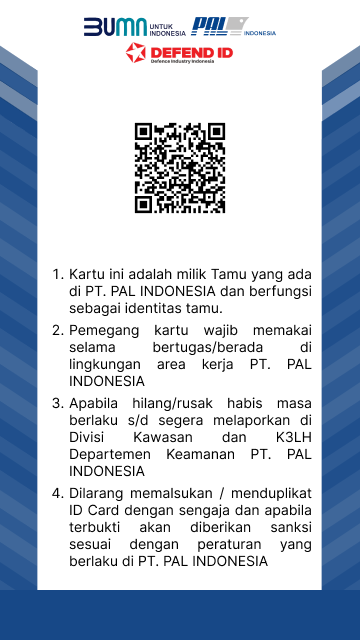 BUMN UNTUK
INDONESIA
PAL INDONESIA
DEFEND ID
Defence Industry Indonesia
1. Kartu ini adalah milik Tamu yang ada
di PT. PAL INDONESIA dan berfungsi
sebagai identitas tamu.
2. Pemegang kartu wajib memakai
selama bertugas/berada di
lingkungan area kerja PT. PAL
INDONESIA
3. Apabila hilang/rusak habis masa
berlaku s/d segera melaporkan di
Divisi Kawasan dan K3LH
Departemen Keamanan PT. PAL
INDONESIA
4. Dilarang memalsukan / menduplikat
ID Card dengan sengaja dan apabila
terbukti akan diberikan sanksi
sesuai dengan peraturan yang
berlaku di PT. PAL INDONESIA